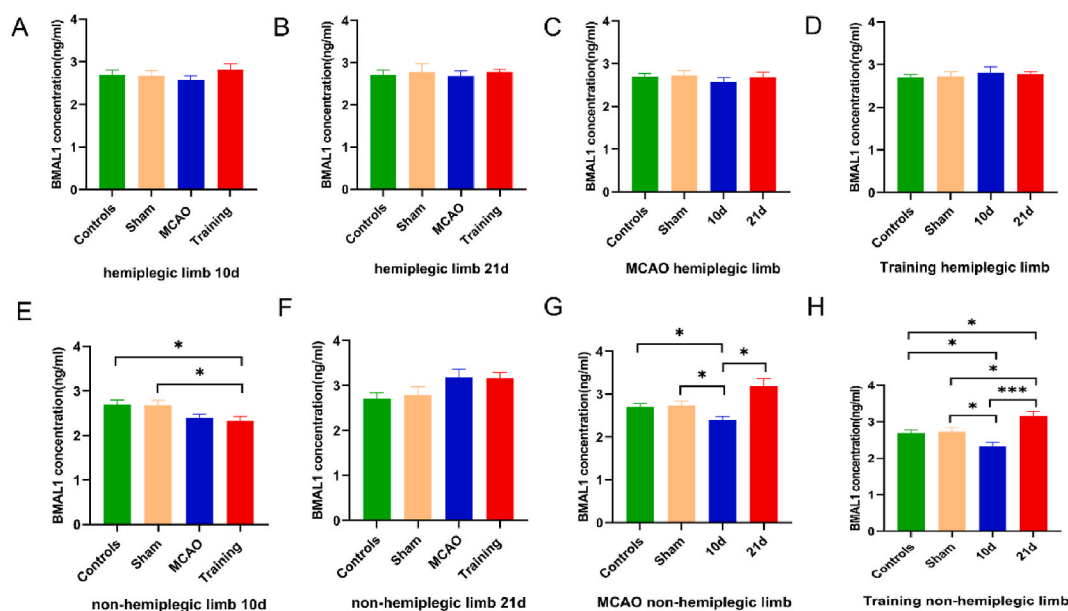 A
BMAL1 concentration(ng/ml)
4
3
2
1
0
Controls
Sham
MCAO
Training
hemiplegic limb 10d
B
BMAL1 concentration(ng/ml)
4
3
2
1
0
Controls
Sham
MCAO
Training
hemiplegic limb 21d
C
BMAL1 concentration(ng/ml)
4
3
2
1
0
Controls
Sham
10d
21d
MCAO hemiplegic limb
D
BMAL1 concentration(ng/ml)
4
3
2
1
0
Controls
Sham
10d
21d
Training hemiplegic limb
E
BMAL1 concentration(ng/ml)
4
3
2
1
0
*
*
Controls
Sham
MCAO
Training
non-hemiplegic limb 10d
F
BMAL1 concentration(ng/ml)
4
3
2
1
0
Controls
Sham
MCAO
Training
non-hemiplegic limb 21d
G
BMAL1 concentration(ng/ml)
4
3
2
1
0
*
*
*
Controls
Sham
10d
21d
MCAO non-hemiplegic limb
H
BMAL1 concentration(ng/ml)
4
3
2
1
0
*
*
*
***
*
Controls
Sham
10d
21d
Training non-hemiplegic limb